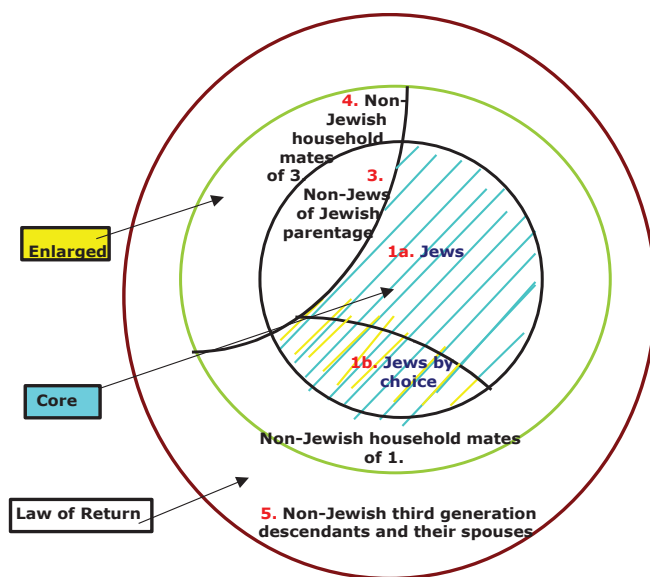 4. Non-
Jewish
household
mates
of 3.
3.
Non-Jews
of Jewish
parentage
Enlarged
1a. Jews
1b. Jews by
choice
Core
Non-Jewish household mates
of 1.
Law of Return
5. Non-Jewish third generation
descendants and their spouses